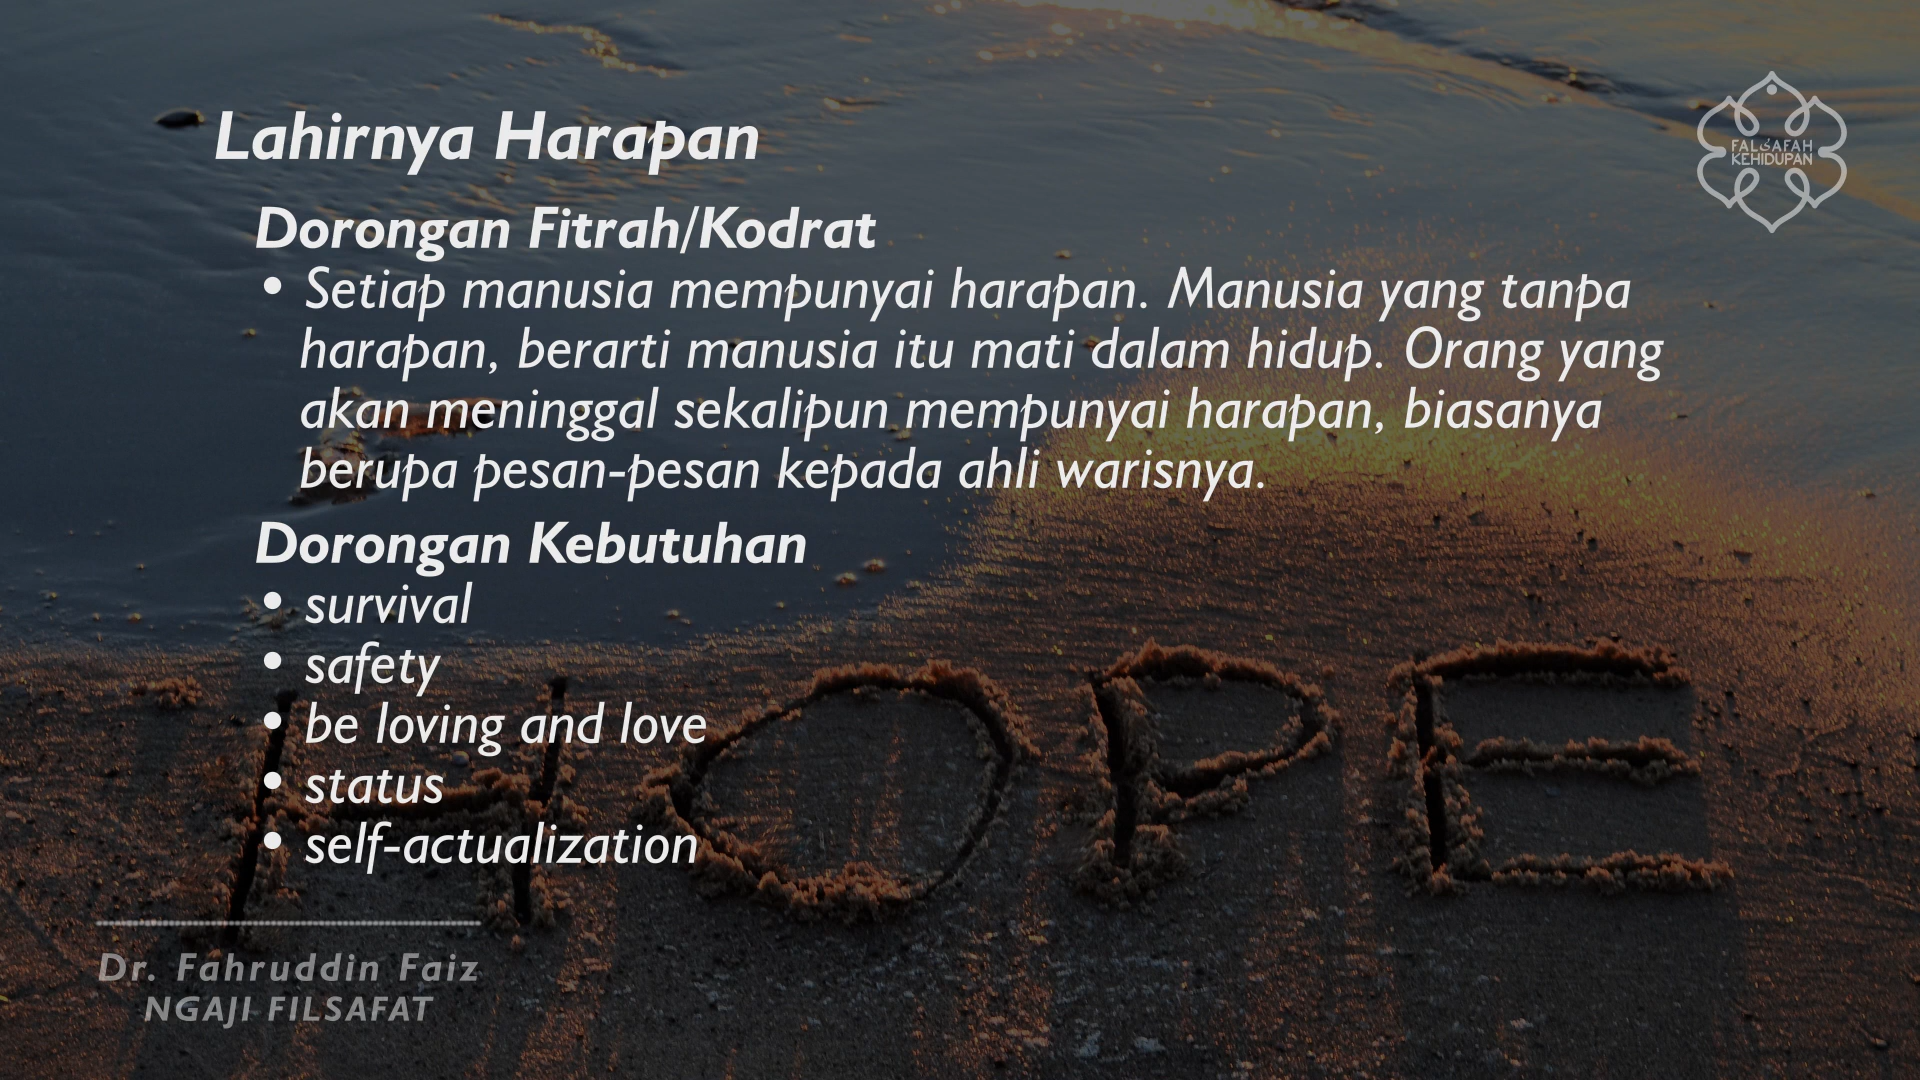 Lahirnya Harapan
FALSAFAH
KEHIDUPAN
Dorongan Fitrah/Kodrat
• Setiap manusia mempunyai harapan. Manusia yang tanpa
harapan, berarti manusia itu mati dalam hidup. Orang yang
akan meninggal sekalipun mempunyai harapan, biasanya
berupa pesan-pesan kepada ahli warisnya.
Dorongan Kebutuhan
• survival
• safety
• be loving and love
• status
• self-actualization
HOPE
Dr. Fahruddin Faiz
NGAJI FILSAFAT